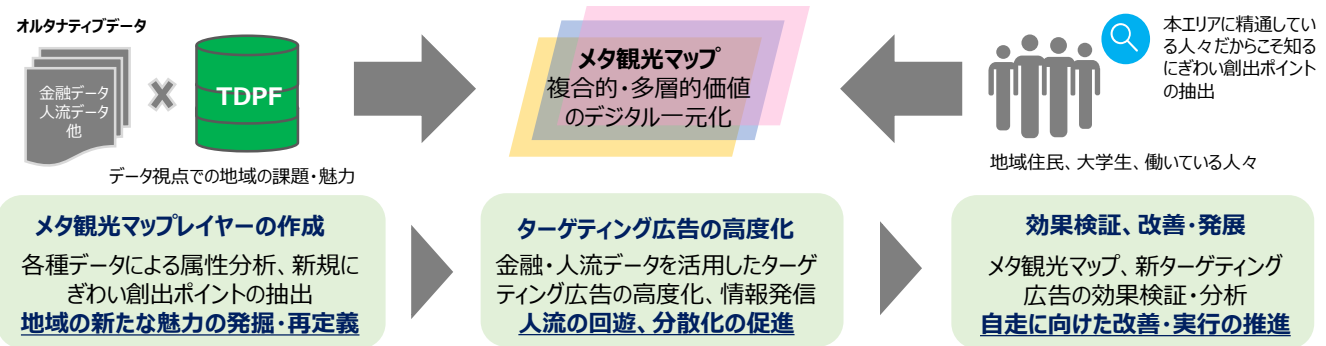 オルタナティブデータ
金融データ
人流データ
他
×
TDPF
データ視点での地域の課題・魅力
メタ観光マップ
複合的・多層的価値
のデジタル一元化
本エリアに精通してい
る人々だからこそ知る
にぎわい創出ポイント
の抽出
地域住民、大学生、働いている人々
メタ観光マップレイヤーの作成
各種データによる属性分析、新規に
ぎわい創出ポイントの抽出
地域の新たな魅力の発掘・再定義
ターゲティング広告の高度化
金融・人流データを活用したターゲ
ティング広告の高度化、情報発信
人流の回遊、分散化の促進
効果検証、改善・発展
メタ観光マップ、新ターゲティング
広告の効果検証・分析
自走に向けた改善・実行の推進